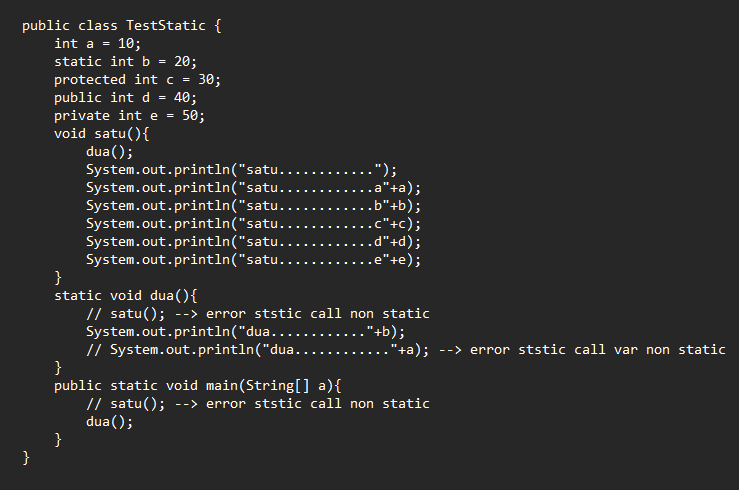 public class TestStatic {
    int a = 10;
    static int b = 20;
    protected int c = 30;
    public int d = 40;
    private int e = 50;
    void satu(){
        dua();
        System.out.println("satu............");
        System.out.println("satu............a"+a);
        System.out.println("satu............b"+b);
        System.out.println("satu............c"+c);
        System.out.println("satu............d"+d);
        System.out.println("satu............e"+e);
    }
    static void dua(){
        // satu(); --> error ststic call non static
        System.out.println("dua............"+b);
        // System.out.println("dua............"+a); --> error ststic call var non static
    }
    public static void main(String[] a){
        // satu(); --> error ststic call non static
        dua();
    }
}